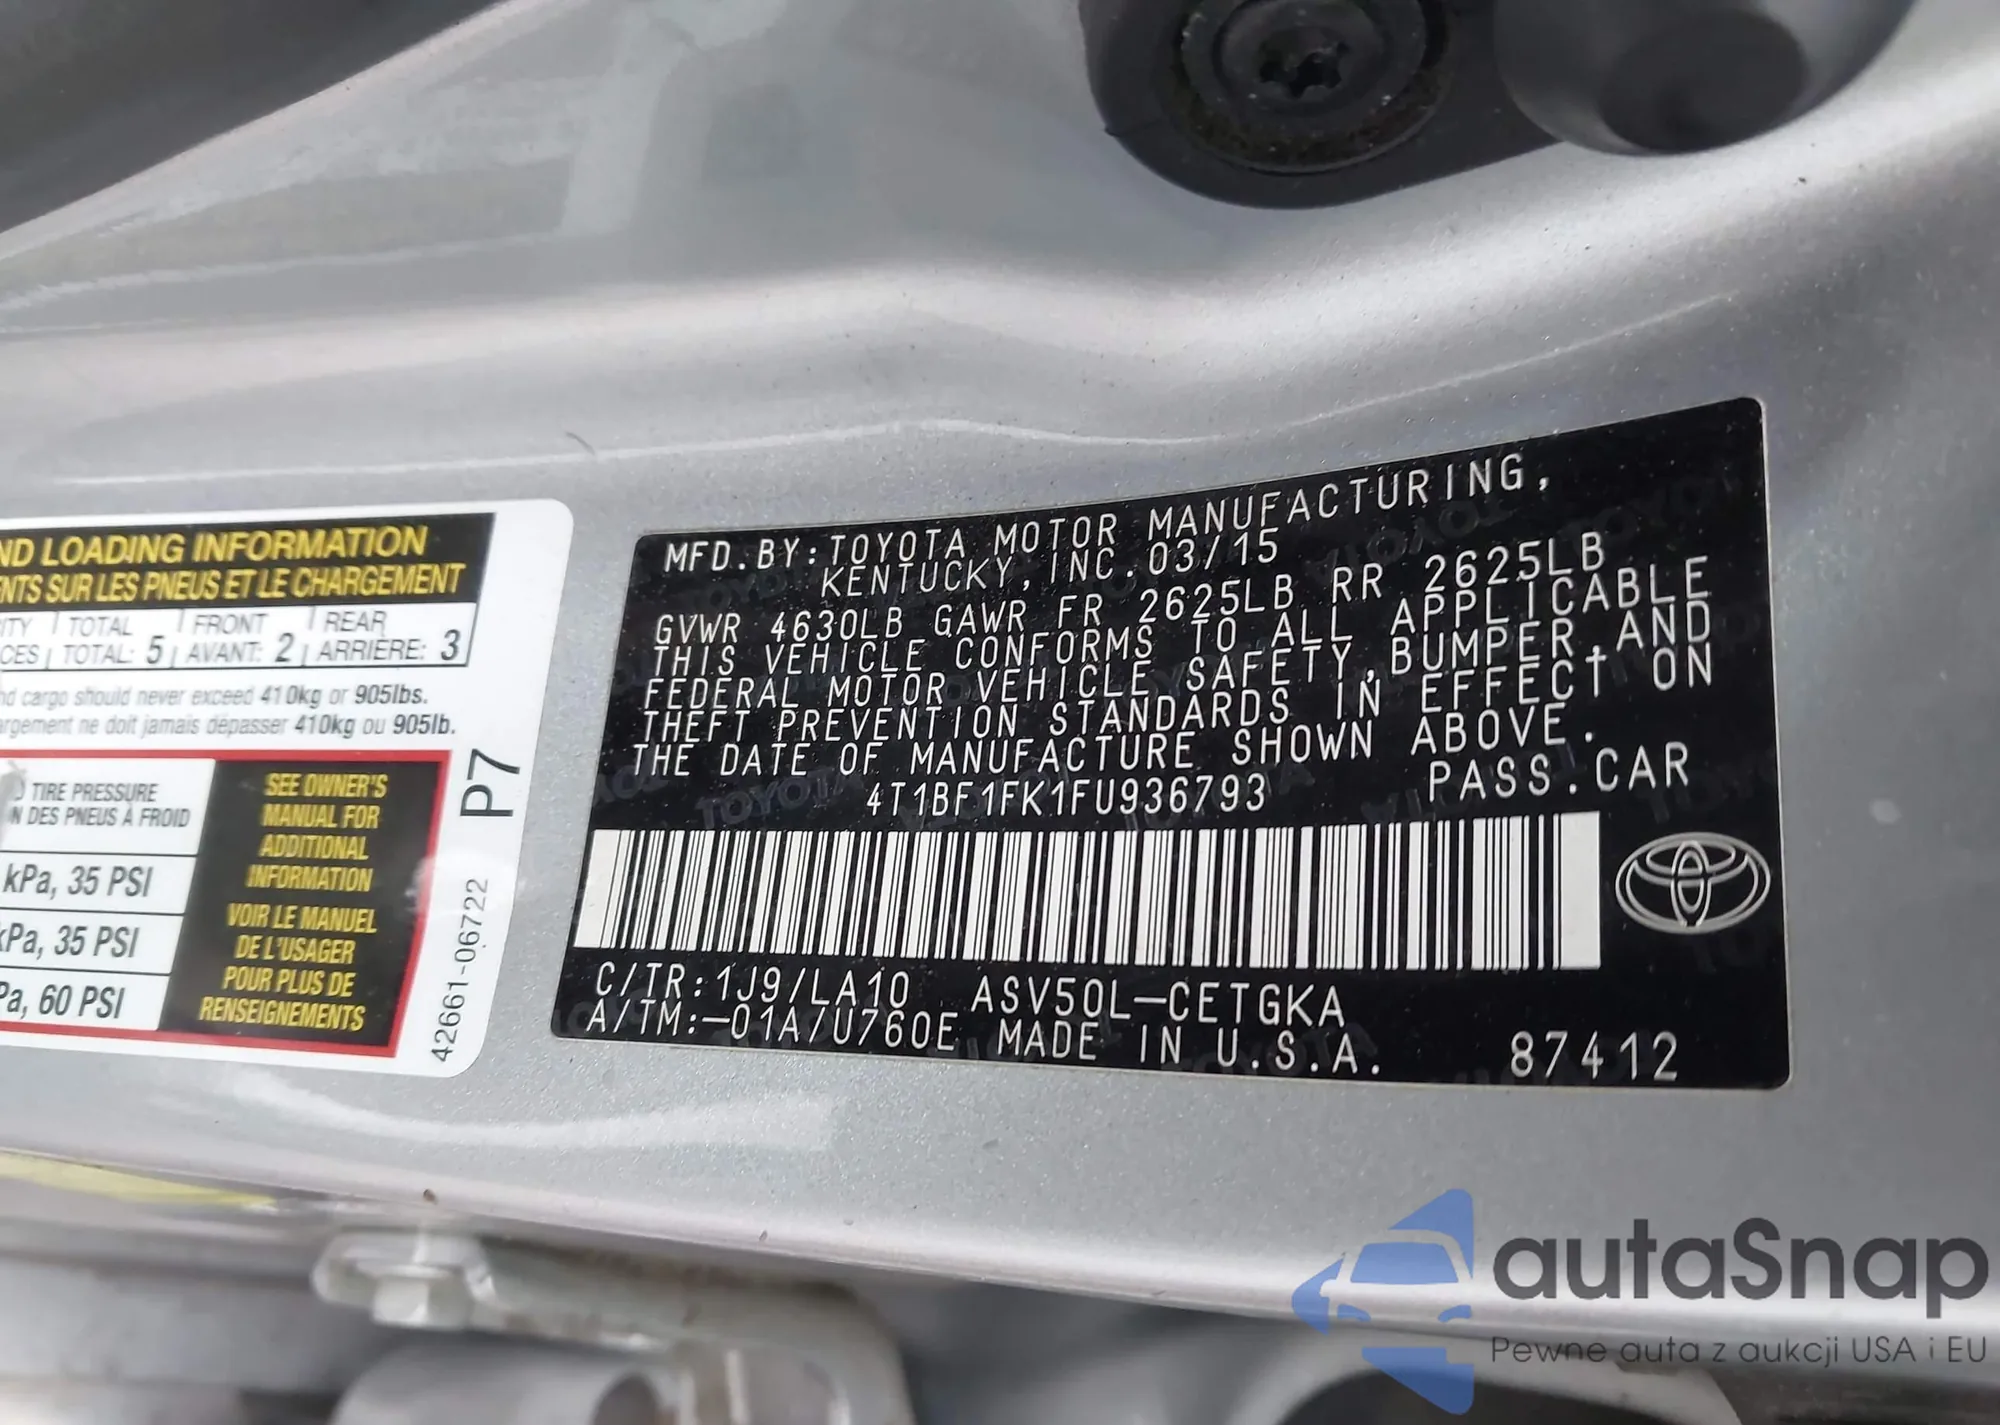 ND LOADING INFORMATION
NTS SUR LES PNEUS ET LE CHARGEMENT
ITY | TOTAL | FRONT | REAR
CES | TOTAL: 5 | AVANT: 2 | ARRIÈRE: 3
nd cargo should never exceed 410kg or 905lbs.
rgement ne doit jamais dépasser 410kg ou 905lb.
TIRE PRESSURE
N DES PNEUS À FROID
kPa, 35 PSI
kPa, 35 PSI
Pa, 60 PSI
SEE OWNER'S
MANUAL FOR
ADDITIONAL
INFORMATION
VOIR LE MANUEL
DE L'USAGER
POUR PLUS DE
RENSEIGNEMENTS
P7
42661-06722
MFD.BY:TOYOTA MOTOR MANUFACTURING,
KENTUCKY,INC.03/15
GVWR 4630LB GAWR FR 2625LB RR 2625LB
THIS VEHICLE CONFORMS TO ALL APPLICABLE
FEDERAL MOTOR VEHICLE SAFETY,BUMPER,AND
THEFT PREVENTION STANDARDS IN EFFECT ON
THE DATE OF MANUFACTURE SHOWN ABOVE.
4T1BF1FK1FU936793 PASS.CAR
C/TR:1J9/LA10 ASV50L-CETGKA
A/TM:-01A/U760E MADE IN U.S.A. 87412
autaSnap
Pewne auta z aukcji USA i EU